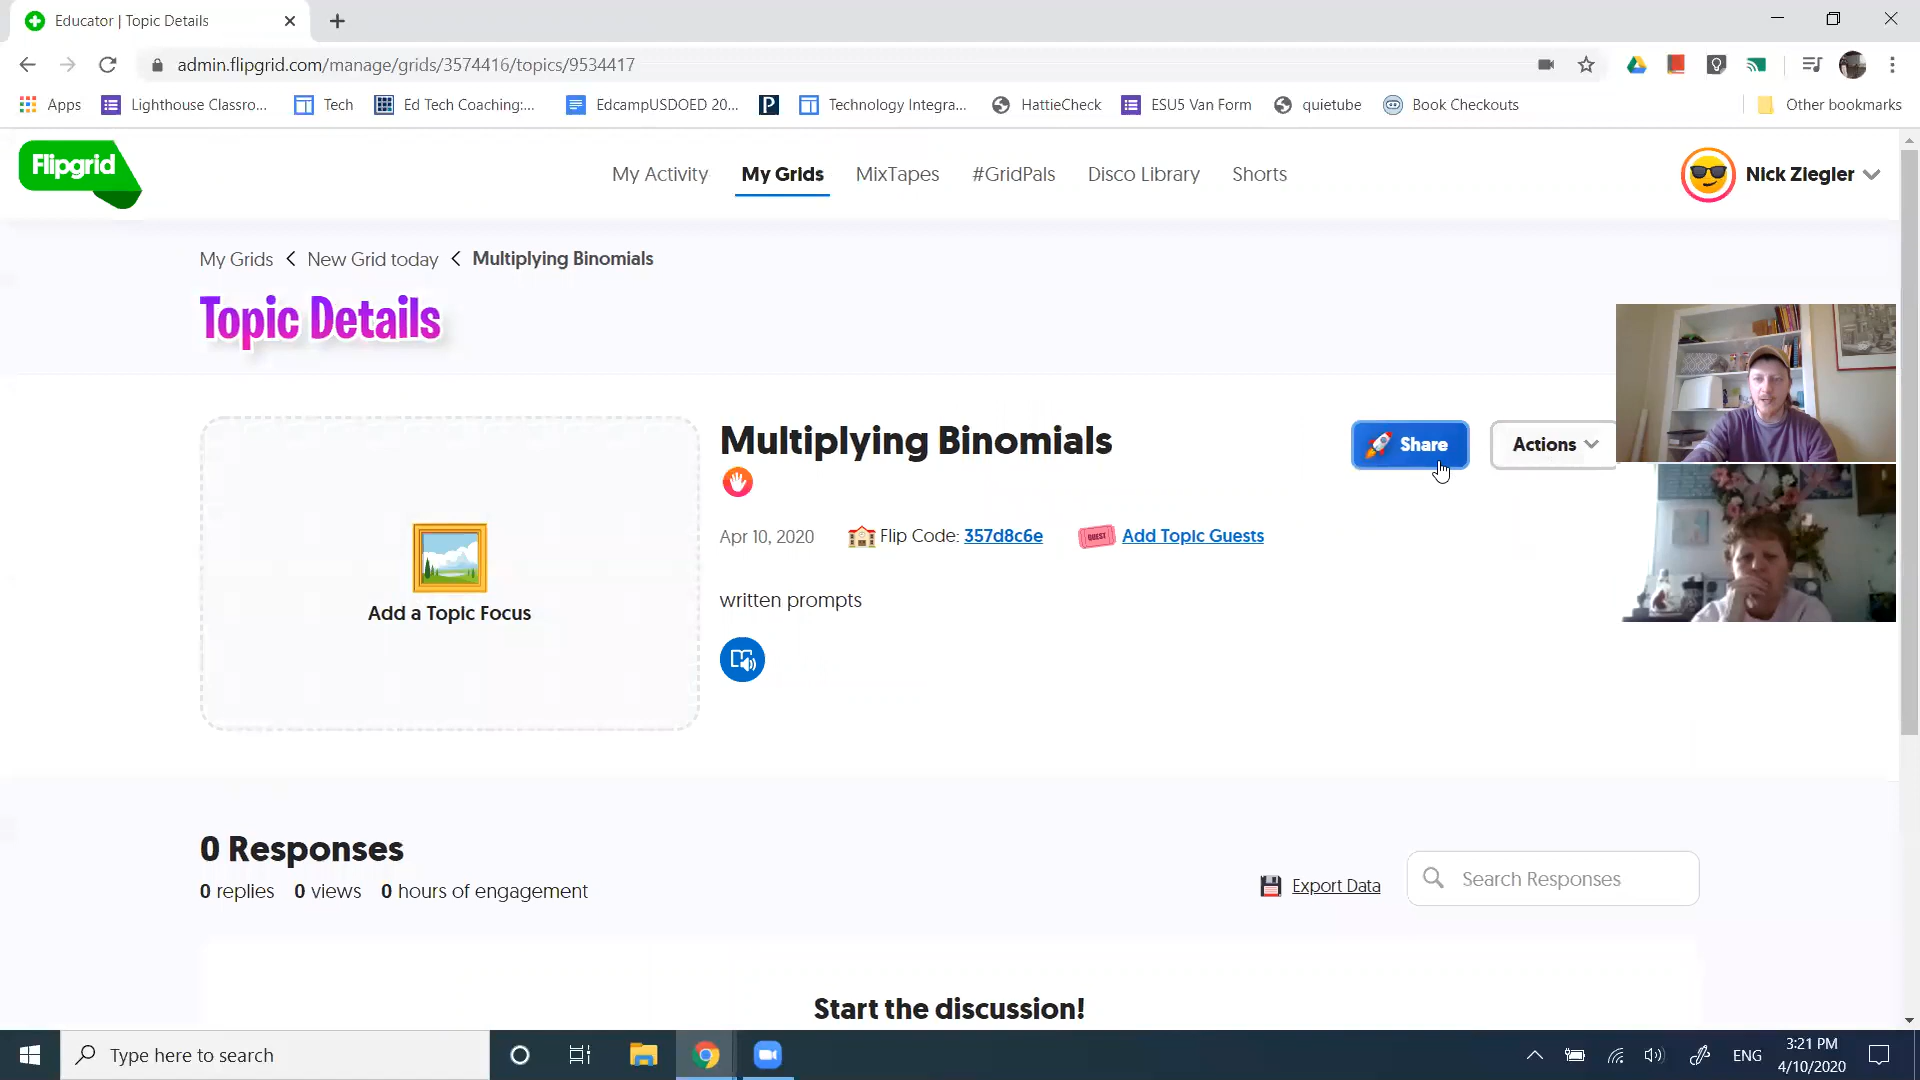 Educator | Topic Details
admin.flipgrid.com/manage/grids/3574416/topics/9534417
Apps Lighthouse Classro... Tech Ed Tech Coaching:... EdcampUSDOED 20... P Technology Integra... HattieCheck ESU5 Van Form quietube Book Checkouts Other bookmarks
Flipgrid My Activity My Grids MixTapes #GridPals Disco Library Shorts Nick Ziegler
My Grids < New Grid today < Multiplying Binomials
Topic Details
Multiplying Binomials
Share Actions
Apr 10, 2020 Flip Code: 357d8c6e GUEST Add Topic Guests
written prompts
Add a Topic Focus
0 Responses
0 replies 0 views 0 hours of engagement
Export Data Search Responses
Start the discussion!
Type here to search
ENG 3:21 PM
4/10/2020